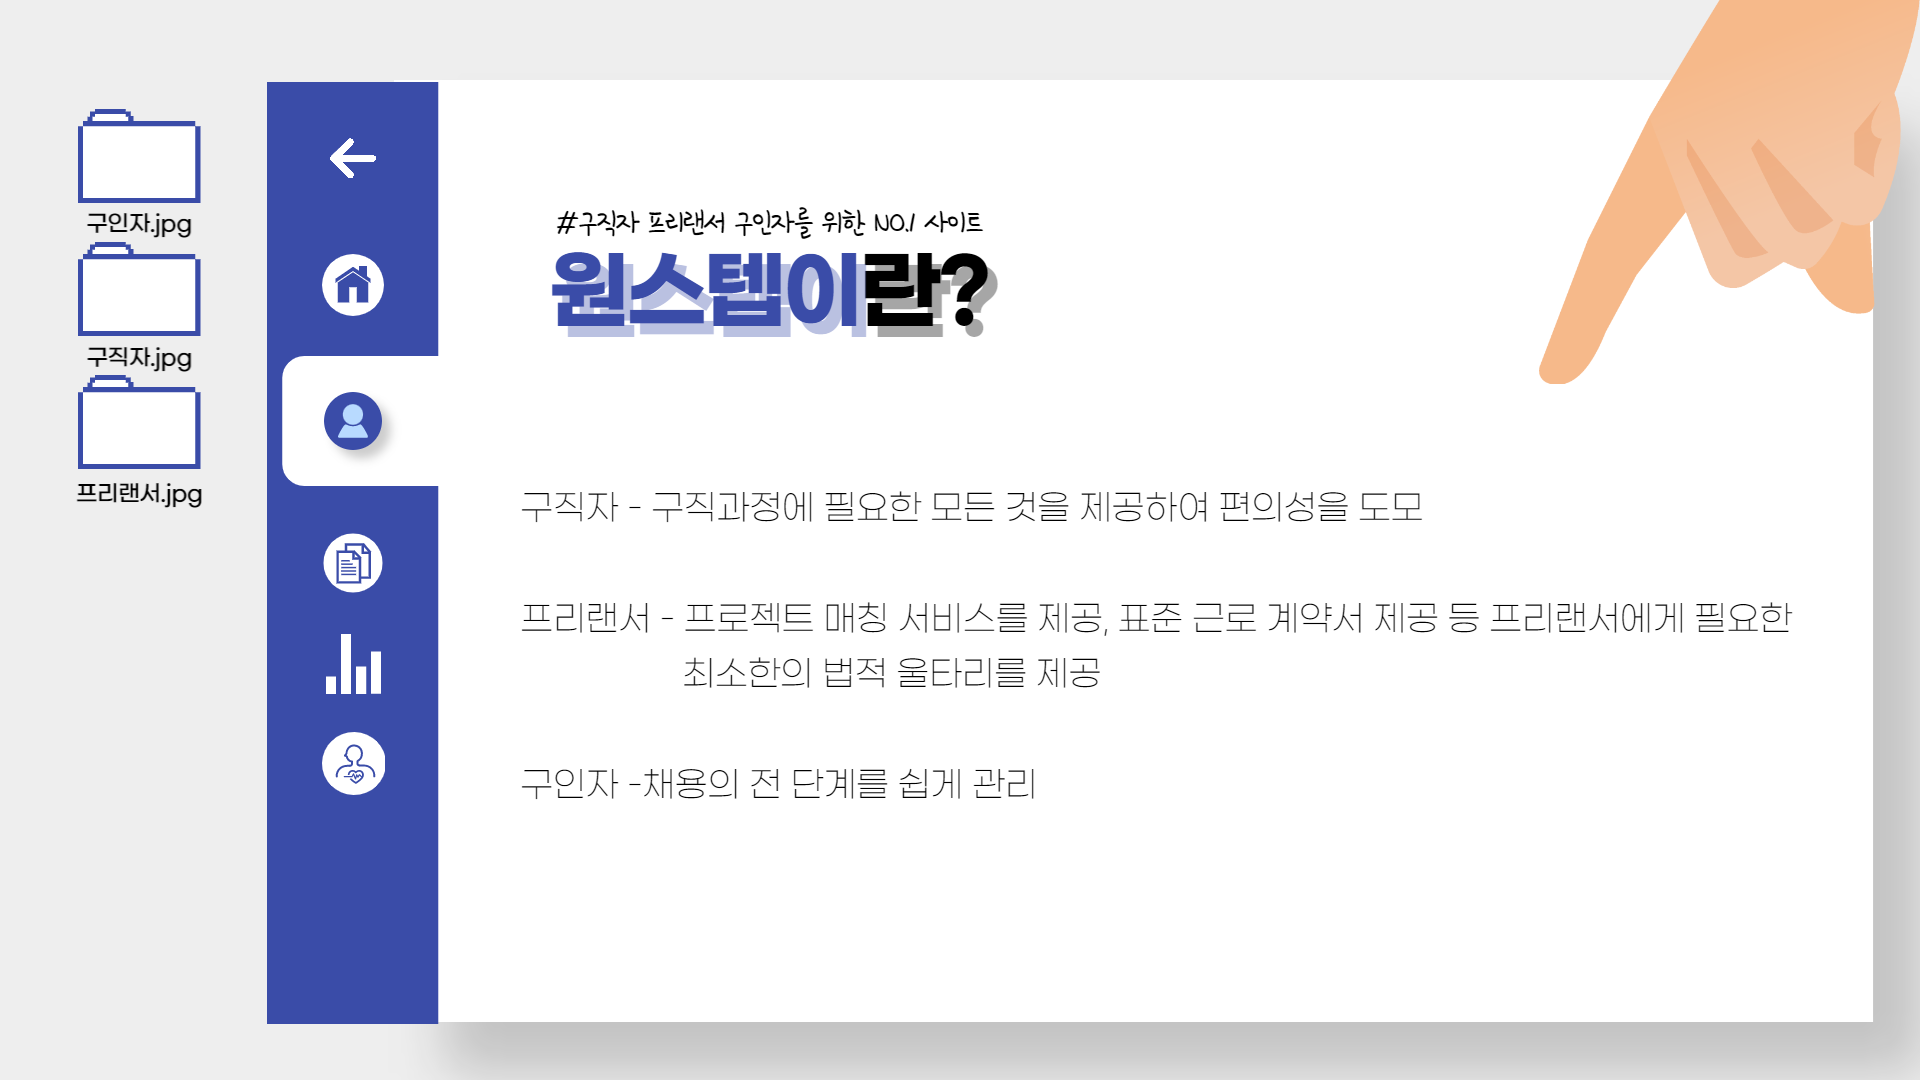 구인자.jpg
구직자.jpg
프리랜서.jpg
#구직자 프리랜서 구인자를 위한 NO.1 사이트
원스텝이란?
구직자 - 구직과정에 필요한 모든 것을 제공하여 편의성을 도모
프리랜서 - 프로젝트 매칭 서비스를 제공, 표준 근로 계약서 제공 등 프리랜서에게 필요한
최소한의 법적 울타리를 제공
구인자 -채용의 전 단계를 쉽게 관리